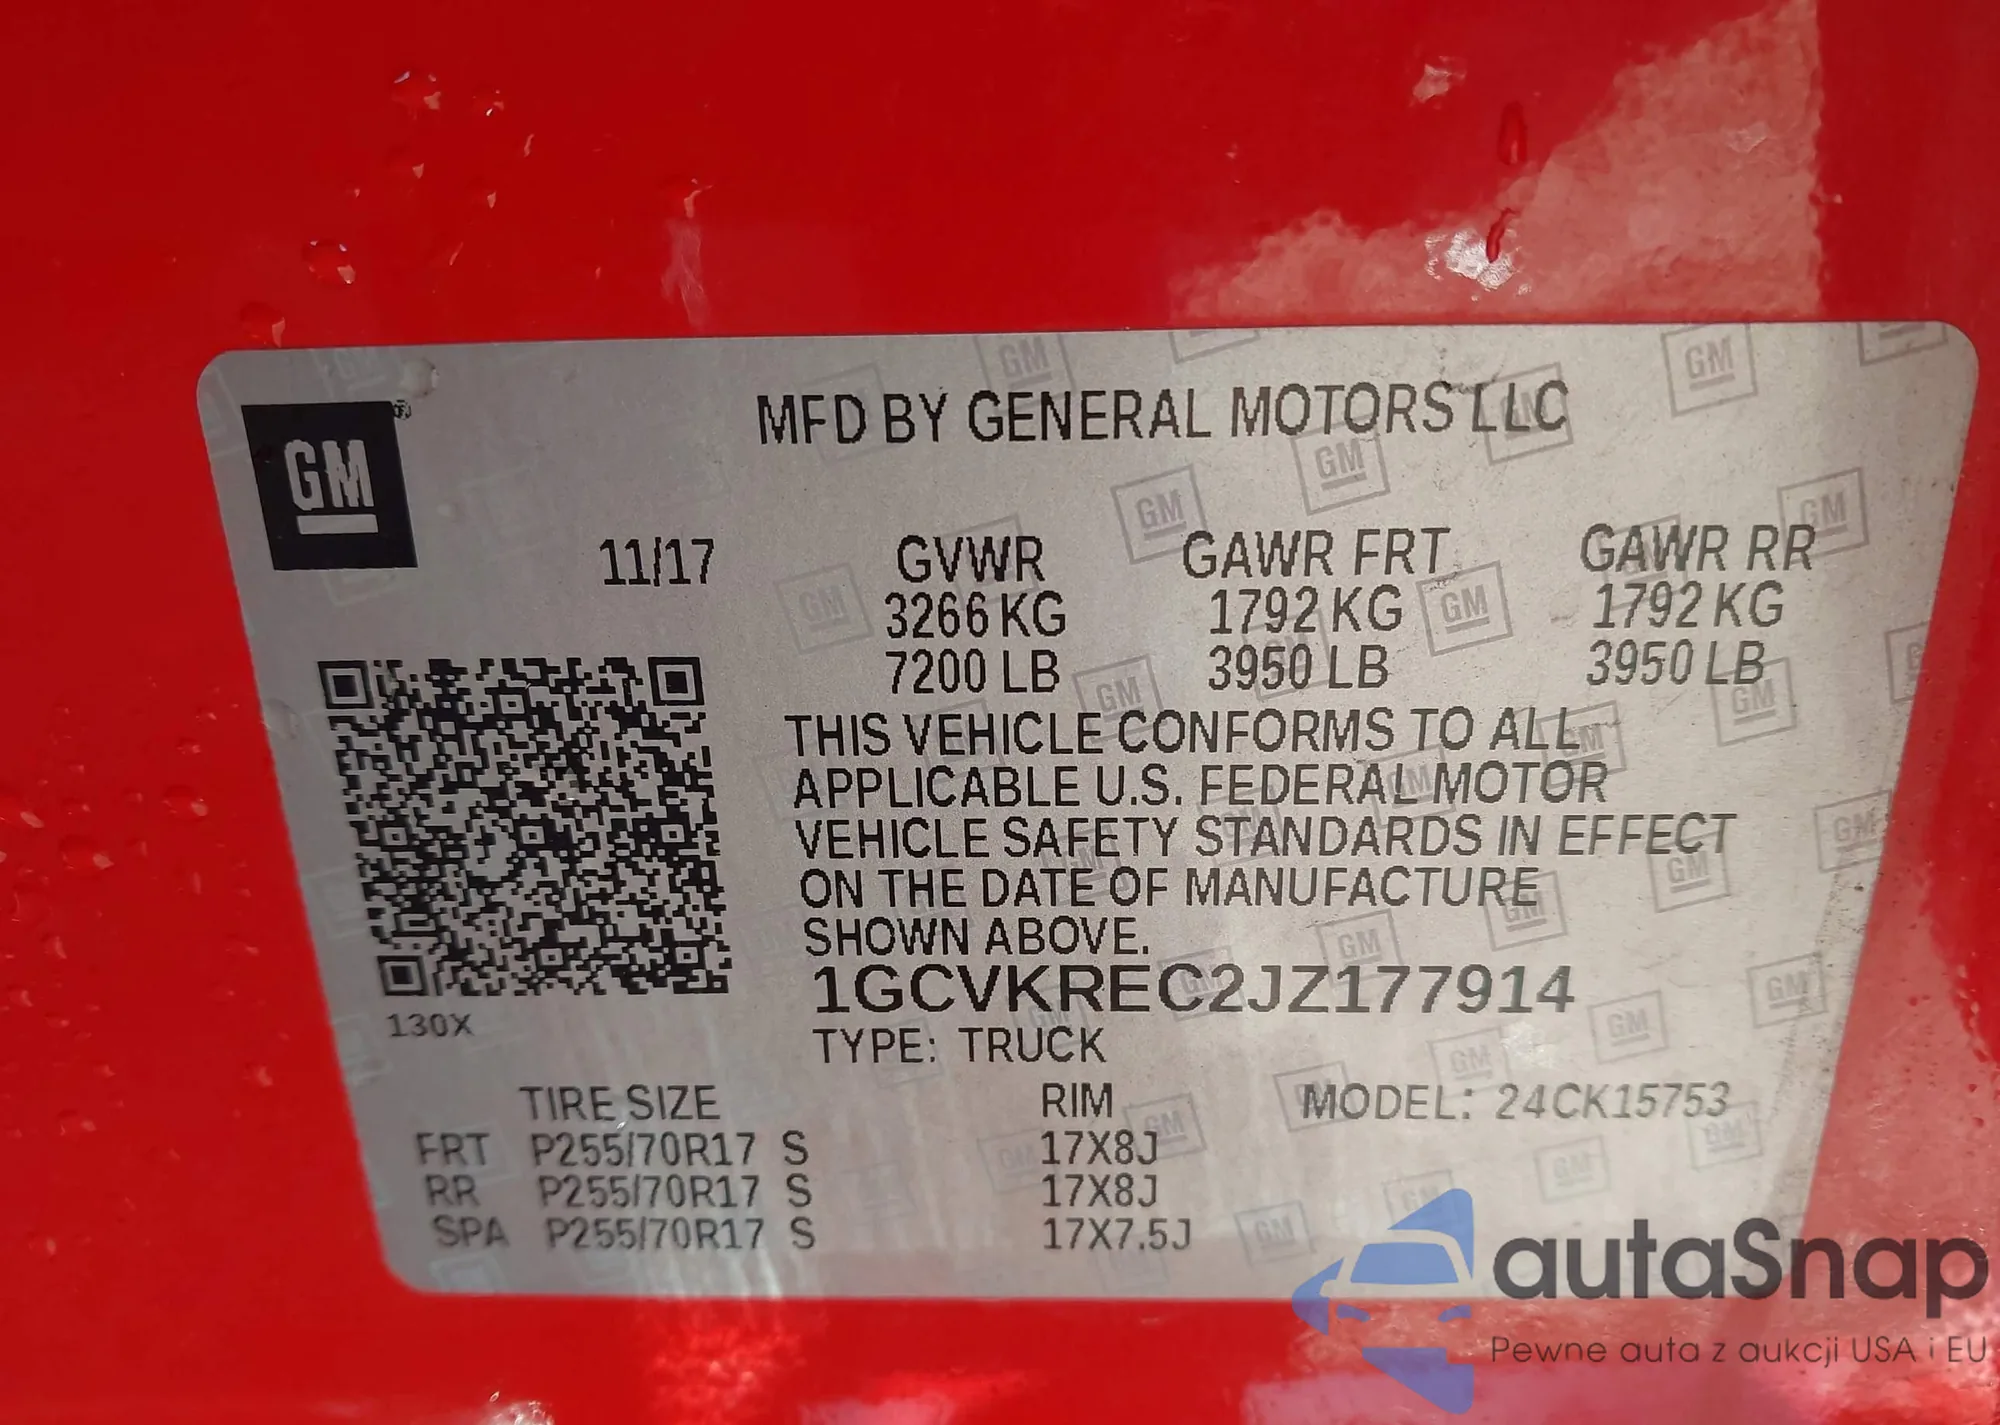 MFD BY GENERAL MOTORS LLC
GM
11/17
GVWR GAWR FRT GAWR RR
3266 KG 1792 KG 1792 KG
7200 LB 3950 LB 3950 LB
THIS VEHICLE CONFORMS TO ALL
APPLICABLE U.S. FEDERAL MOTOR
VEHICLE SAFETY STANDARDS IN EFFECT
ON THE DATE OF MANUFACTURE
SHOWN ABOVE.
1GCVKREC2JZ177914
130X
TYPE: TRUCK
TIRE SIZE RIM MODEL: 24CK15753
FRT P255/70R17 S 17X8J
RR P255/70R17 S 17X8J
SPA P255/70R17 S 17X7.5J
autaSnap
Pewne auta z aukcji USA i EU